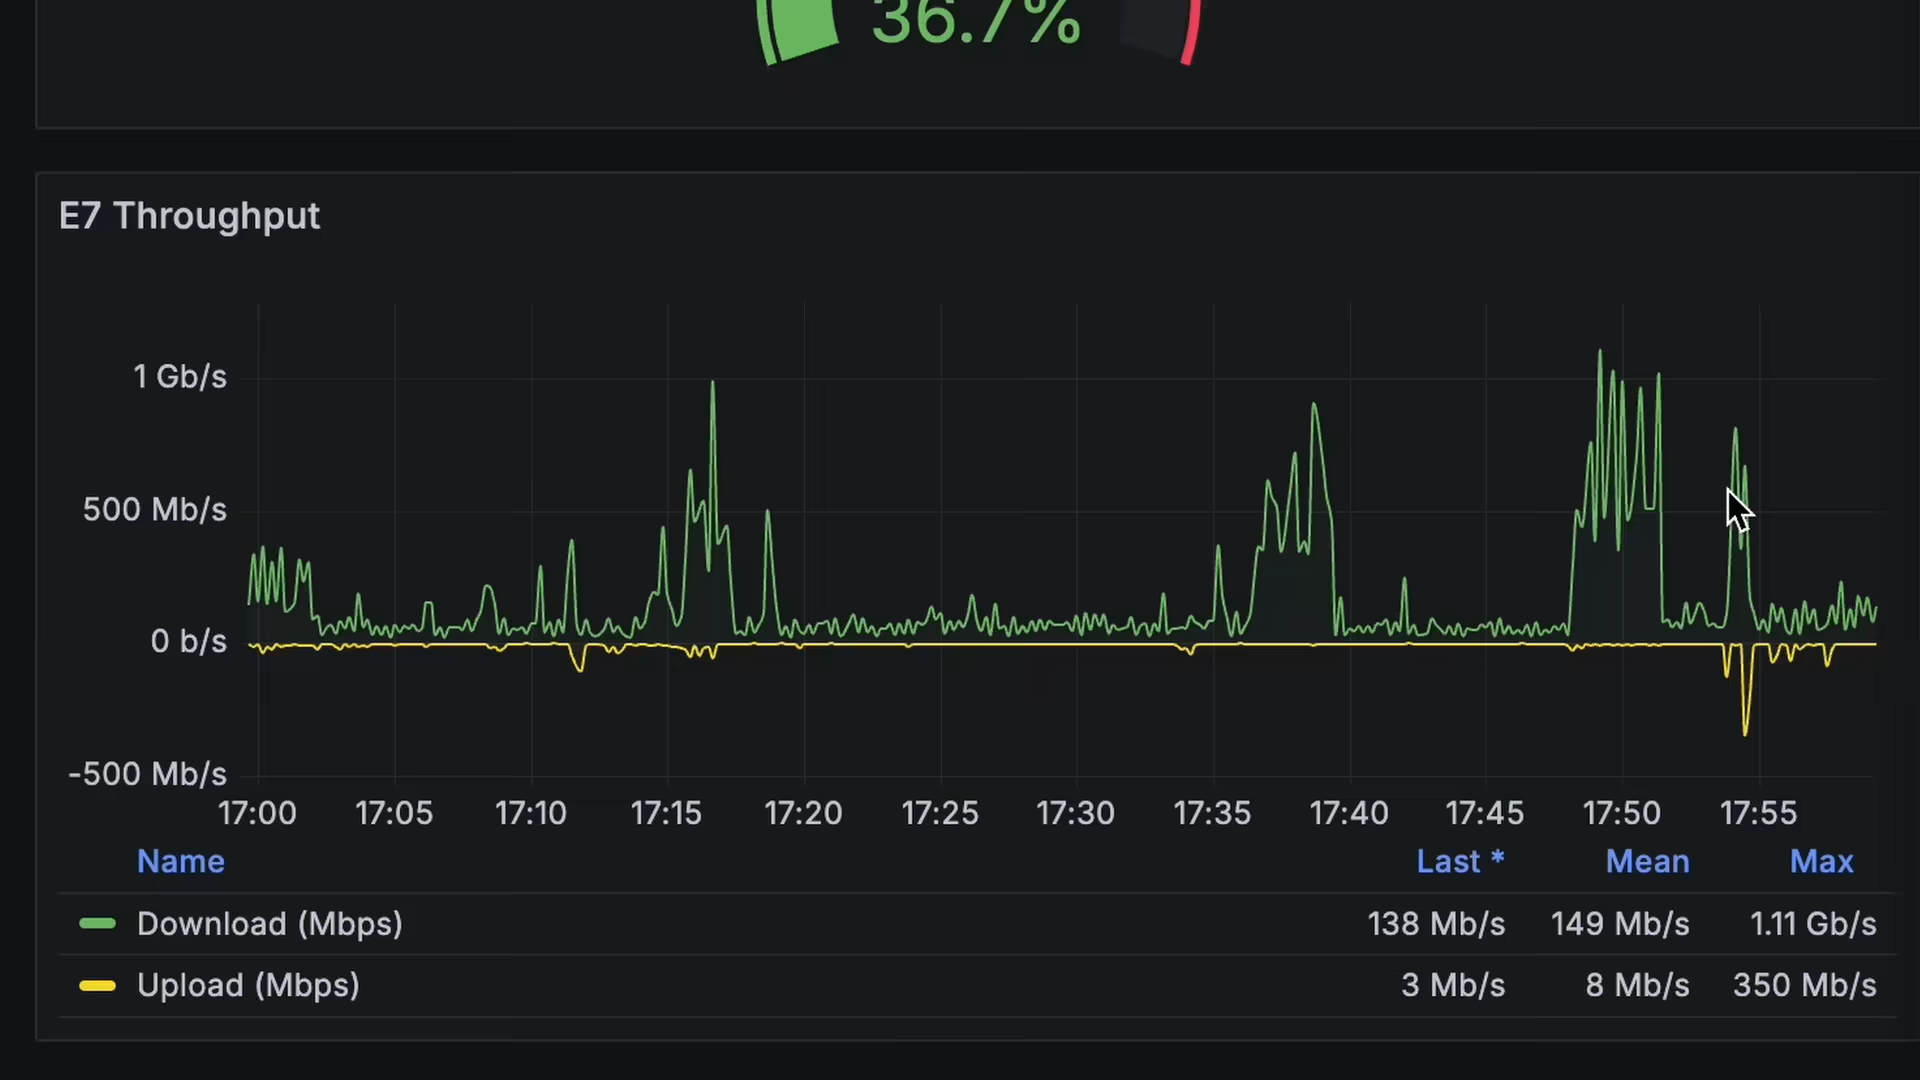 36.7%
E7 Throughput
1 Gb/s
500 Mb/s
0 b/s
-500 Mb/s
17:00 17:05 17:10 17:15 17:20 17:25 17:30 17:35 17:40 17:45 17:50 17:55
Name Last * Mean Max
Download (Mbps) 138 Mb/s 149 Mb/s 1.11 Gb/s
Upload (Mbps) 3 Mb/s 8 Mb/s 350 Mb/s